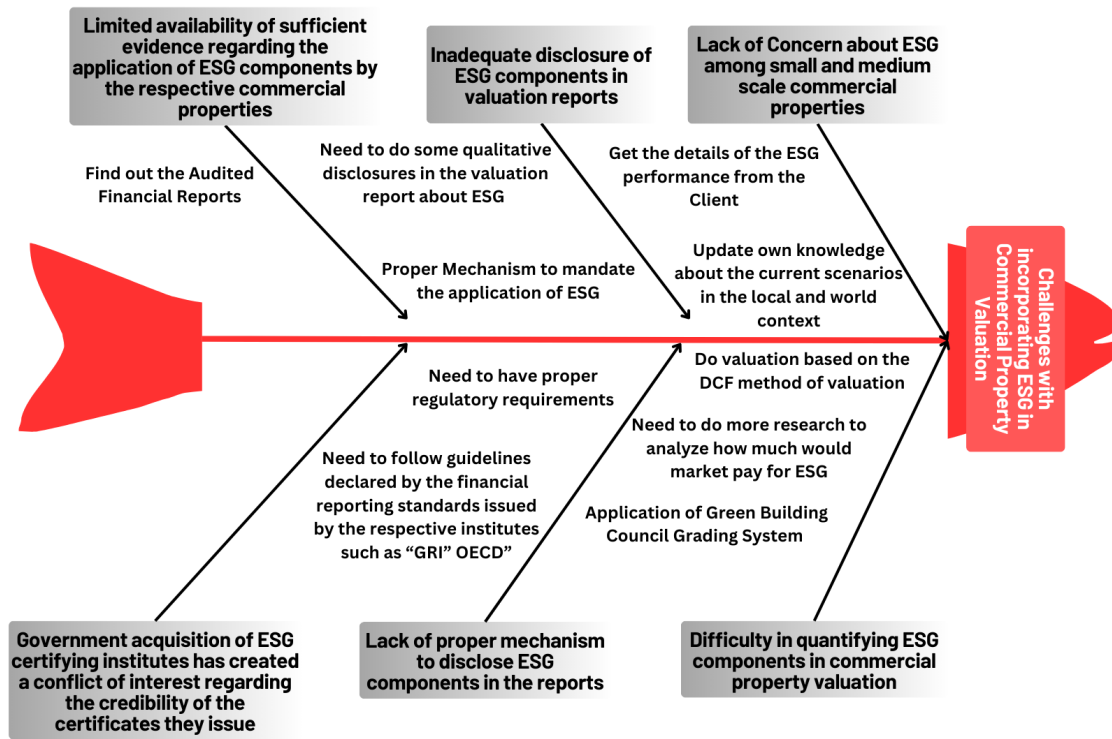 Limited availability of sufficient
evidence regarding the
application of ESG components by
the respective commercial
properties
Inadequate disclosure of
ESG components in
valuation reports
Lack of Concern about ESG
among small and medium
scale commercial
properties
Find out the Audited
Financial Reports
Need to do some qualitative
disclosures in the valuation
report about ESG
Get the details of the ESG
performance from the
Client
Proper Mechanism to mandate
the application of ESG
Update own knowledge
about the current scenarios
in the local and world
context
Challenges with
incorporating ESG in
Commercial Property
Valuation
Need to have proper
regulatory requirements
Do valuation based on the
DCF method of valuation
Need to follow guidelines
declared by the financial
reporting standards issued
by the respective institutes
such as “GRI” OECD”
Need to do more research to
analyze how much would
market pay for ESG
Application of Green Building
Council Grading System
Government acquisition of ESG
certifying institutes has created
a conflict of interest regarding
the credibility of the
certificates they issue
Lack of proper mechanism
to disclose ESG
components in the reports
Difficulty in quantifying ESG
components in commercial
property valuation